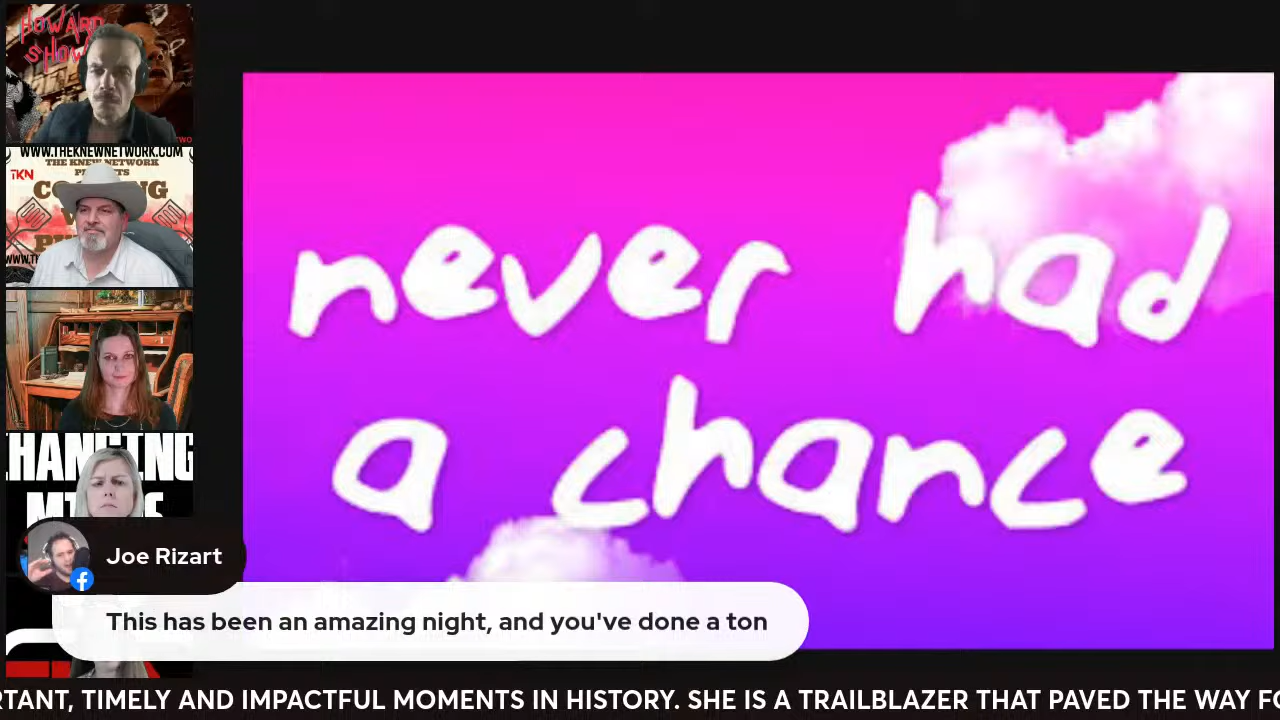 HOWARD
SHOW
WWW.THEKNEWNETWORK.COM
THE KNEW NETWORK
TKN
never had
a chance
Joe Rizart
This has been an amazing night, and you've done a ton
RTANT, TIMELY AND IMPACTFUL MOMENTS IN HISTORY. SHE IS A TRAILBLAZER THAT PAVED THE WAY FO